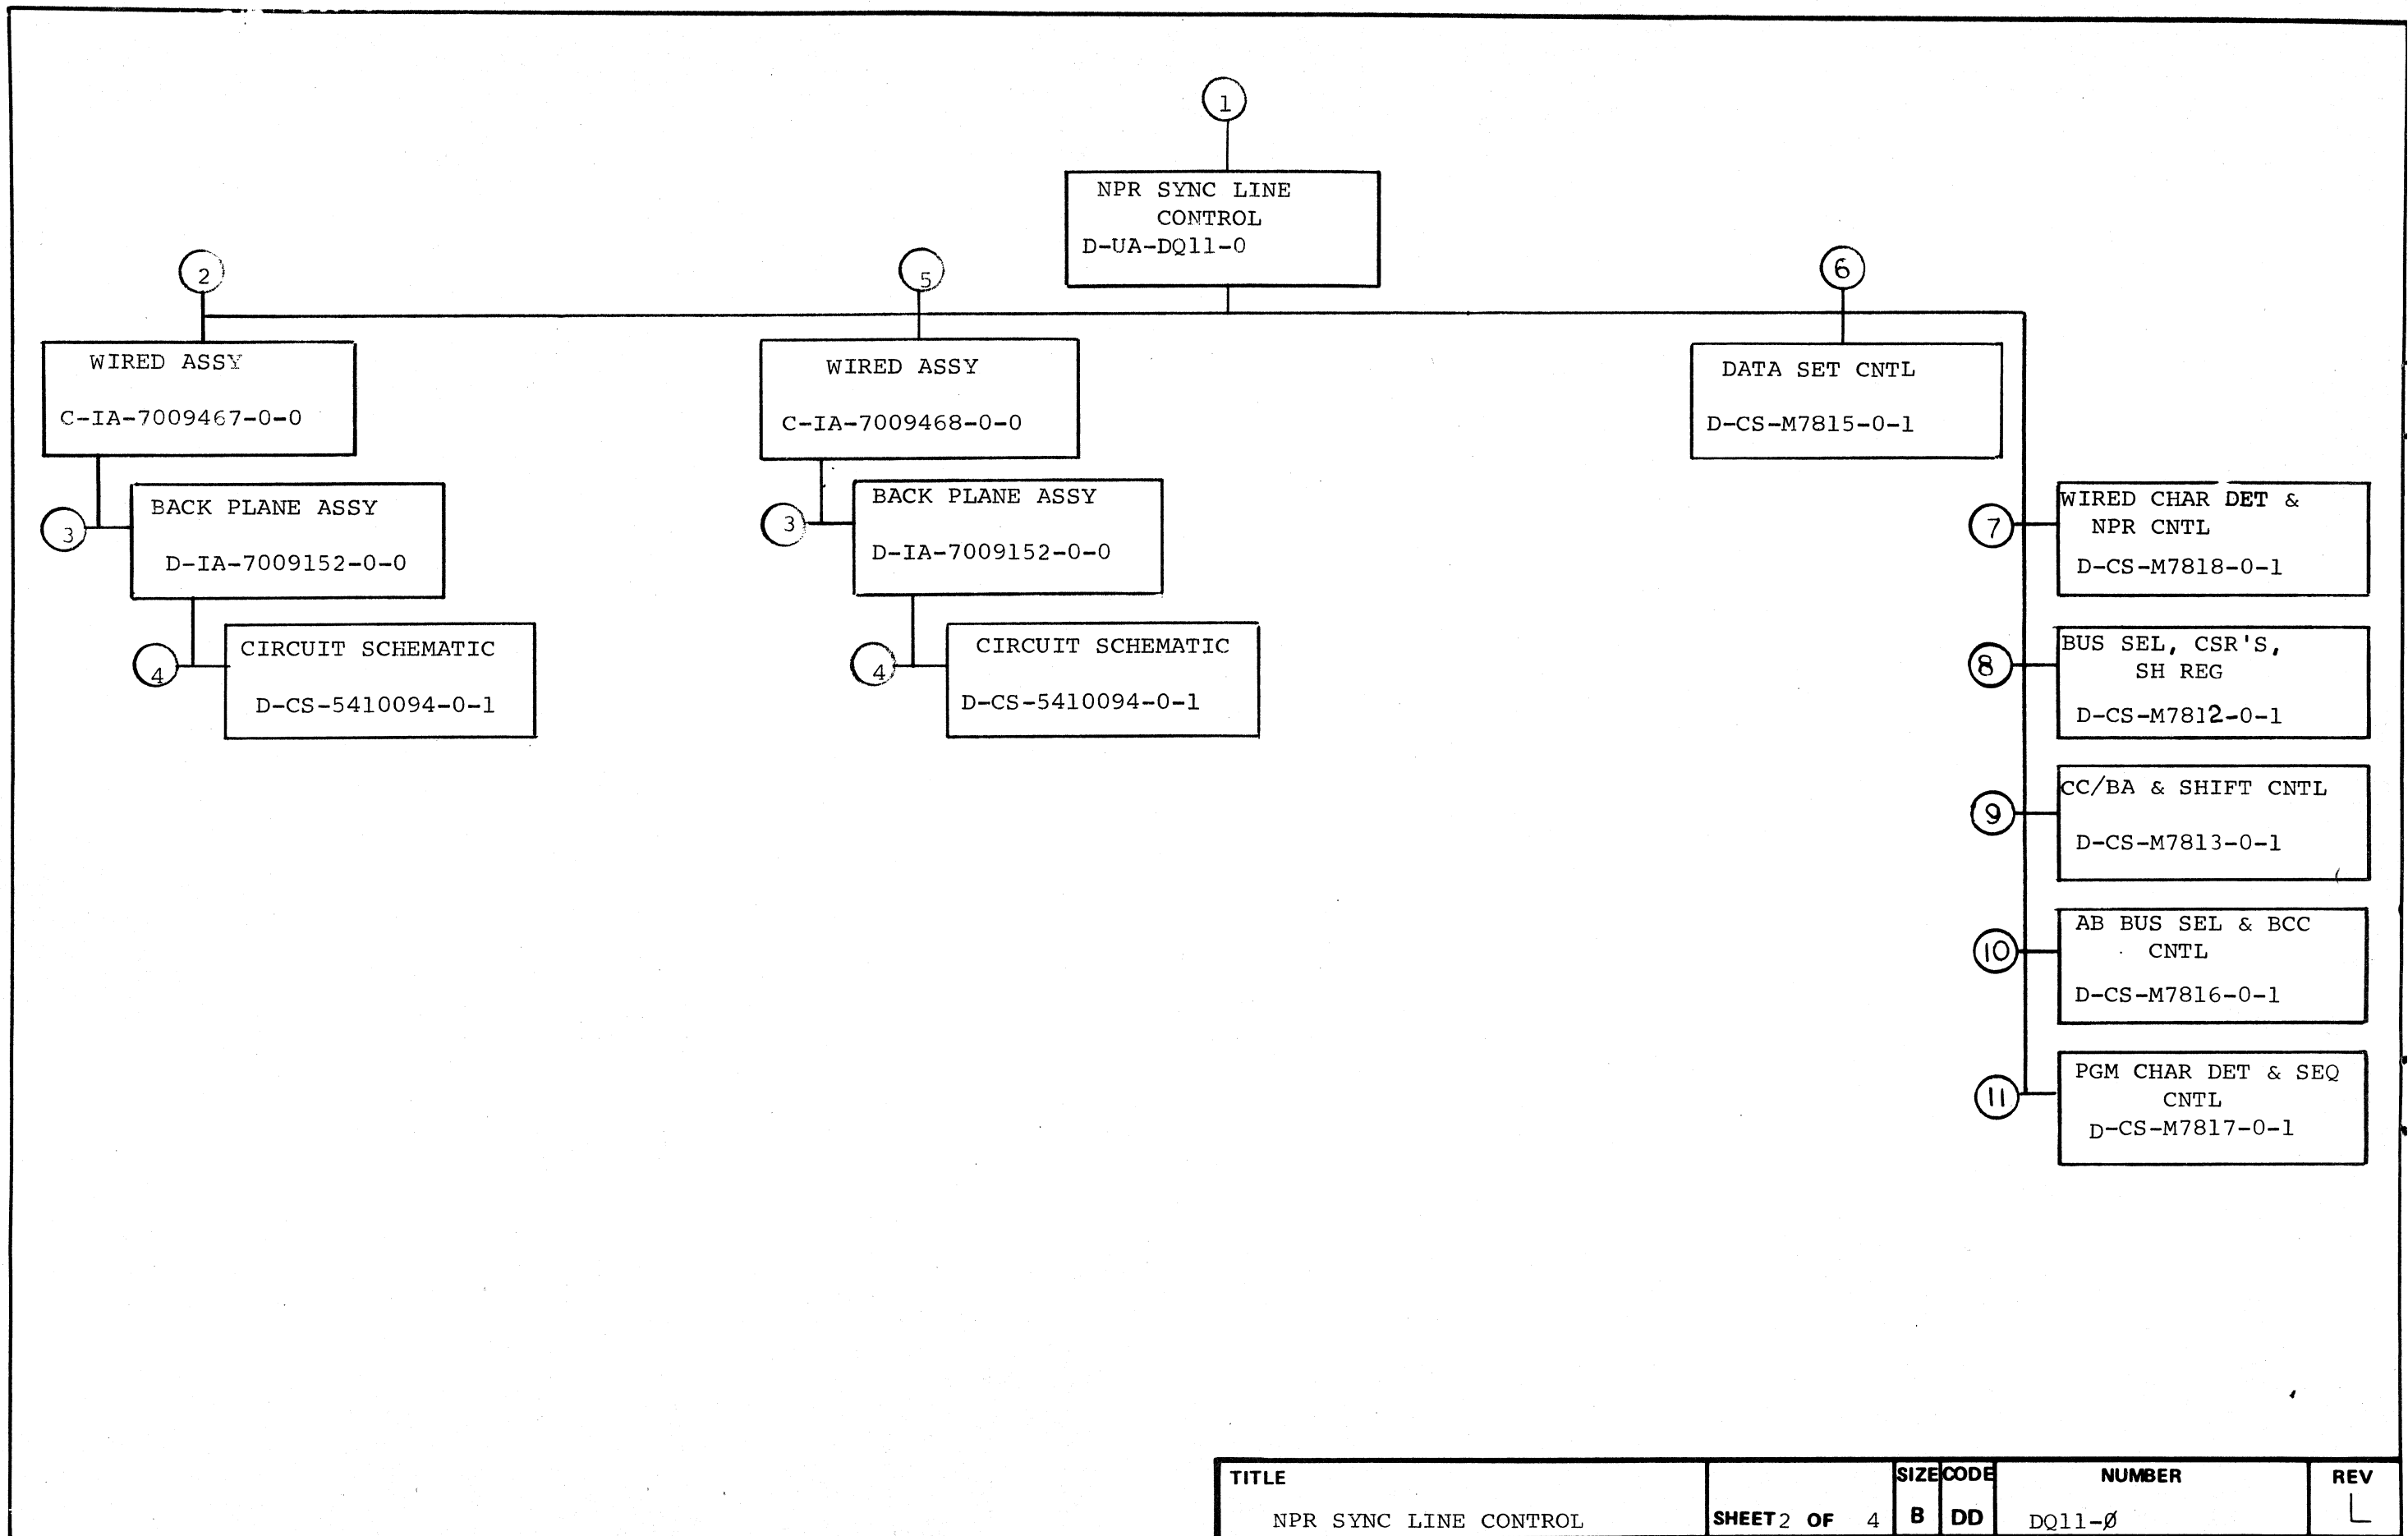 1
NPR SYNC LINE
CONTROL
D-UA-DQ11-0
2
WIRED ASSY
C-IA-7009467-0-0
3
BACK PLANE ASSY
D-IA-7009152-0-0
4
CIRCUIT SCHEMATIC
D-CS-5410094-0-1
5
WIRED ASSY
C-IA-7009468-0-0
3
BACK PLANE ASSY
D-IA-7009152-0-0
4
CIRCUIT SCHEMATIC
D-CS-5410094-0-1
6
DATA SET CNTL
D-CS-M7815-0-1
7
WIRED CHAR DET &
NPR CNTL
D-CS-M7818-0-1
8
BUS SEL, CSR'S,
SH REG
D-CS-M7812-0-1
9
CC/BA & SHIFT CNTL
D-CS-M7813-0-1
10
AB BUS SEL & BCC
CNTL
D-CS-M7816-0-1
11
PGM CHAR DET & SEQ
CNTL
D-CS-M7817-0-1
TITLE
NPR SYNC LINE CONTROL
SHEET 2 OF 4
SIZE
B
CODE
DD
NUMBER
DQ11-Ø
REV
L